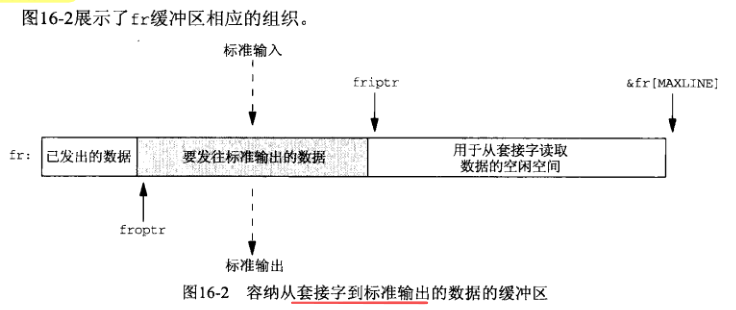 图16-2展示了fr缓冲区相应的组织。
标准输入
friptr
&fr[MAXLINE]
fr:
已发出的数据
要发往标准输出的数据
用于从套接字读取
数据的空闲空间
froptr
标准输出
图16-2 容纳从套接字到标准输出的数据的缓冲区